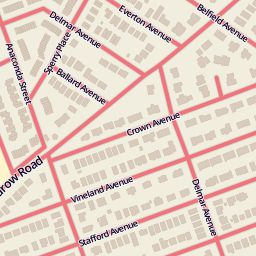 Delmar Avenue
Everton Avenue
Belfield Avenue
Anaconda Street
Sperry Place
Ballard Avenue
Crown Avenue
row Road
Vineland Avenue
Delmar Avenue
Stafford Avenue